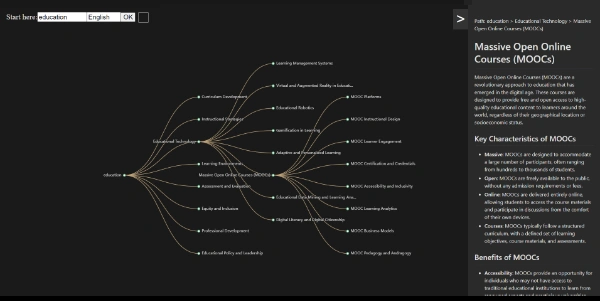 Start here: education English OK
>
Learning Management Systems
Virtual and Augmented Reality in Educati...
Curriculum Development
MOOC Platforms
Educational Robotics
Instructional Strategies
MOOC Instructional Design
Gamification in Learning
Educational Technology
MOOC Learner Engagement
Adaptive and Personalized Learning
Learning Environments
MOOC Certification and Credentials
education
Massive Open Online Courses (MOOCs)
Assessment and Evaluation
MOOC Accessibility and Inclusivity
Educational Data Mining and Learning Ana...
Equity and Inclusion
MOOC Learning Analytics
Digital Literacy and Digital Citizenship
Professional Development
MOOC Business Models
Educational Policy and Leadership
MOOC Pedagogy and Andragogy
Path: education > Educational Technology > Massive
Open Online Courses (MOOCs)
Massive Open Online
Courses (MOOCs)
Massive Open Online Courses (MOOCs) are a
revolutionary approach to education that has
emerged in the digital age. These courses are
designed to provide free and open access to high-
quality educational content to learners around the
world, regardless of their geographical location or
socioeconomic status.
Key Characteristics of MOOCs
• Massive: MOOCs are designed to accommodate
a large number of participants, often ranging
from hundreds to thousands of students.
• Open: MOOCs are freely available to the public,
without any admission requirements or fees.
• Online: MOOCs are delivered entirely online,
allowing students to access the course materials
and participate in discussions from the comfort
of their own devices.
• Courses: MOOCs typically follow a structured
curriculum, with a defined set of learning
objectives, course materials, and assessments.
Benefits of MOOCs
• Accessibility: MOOCs provide an opportunity for
individuals who may not have access to
traditional educational institutions to learn from